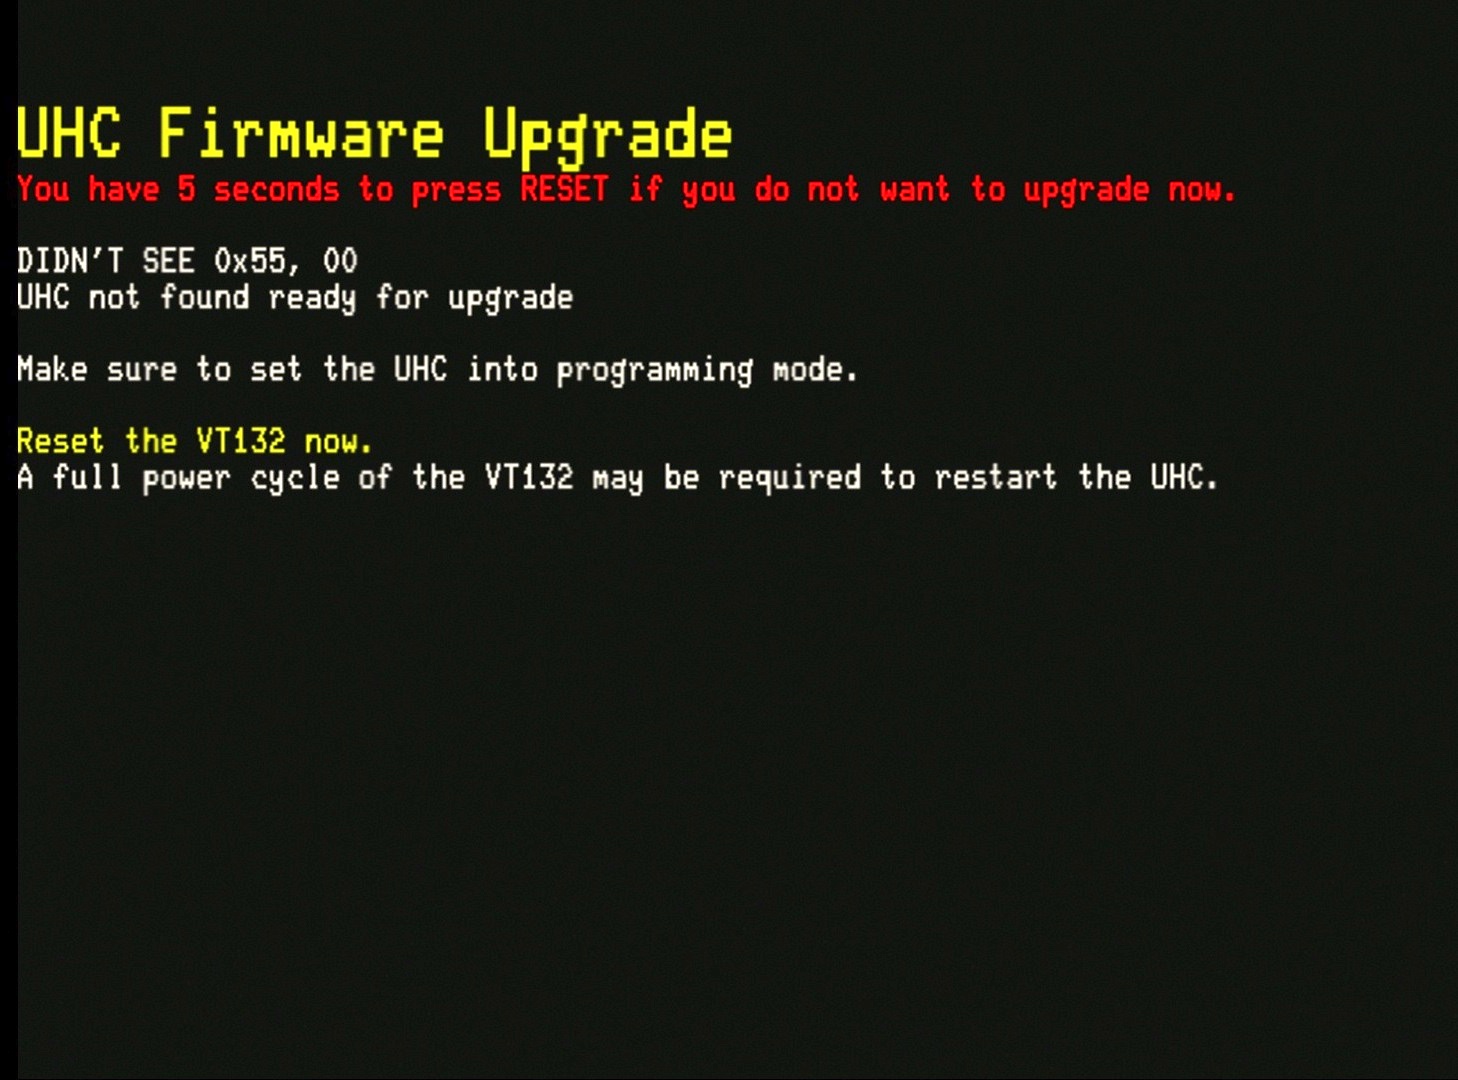 UHC Firmware Upgrade
You have 5 seconds to press RESET if you do not want to upgrade now.
DIDN'T SEE 0x55, 00
UHC not found ready for upgrade
Make sure to set the UHC into programming mode.
Reset the VT132 now.
A full power cycle of the VT132 may be required to restart the UHC.